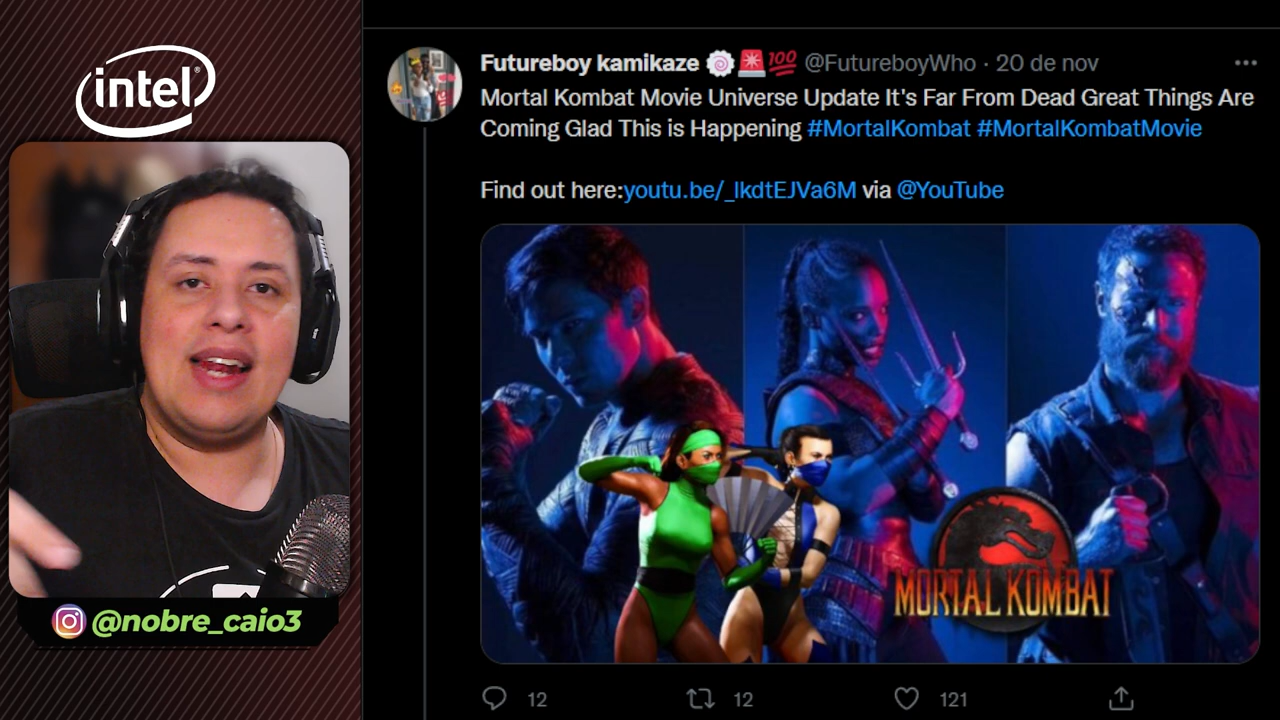 intel
@nobre_caio3
Futureboy kamikaze 🍥🚨💯 @FutureboyWho · 20 de nov
Mortal Kombat Movie Universe Update It's Far From Dead Great Things Are
Coming Glad This is Happening #MortalKombat #MortalKombatMovie
Find out here:youtu.be/_IkdtEJVa6M via @YouTube
MORTAL KOMBAT
12
12
121